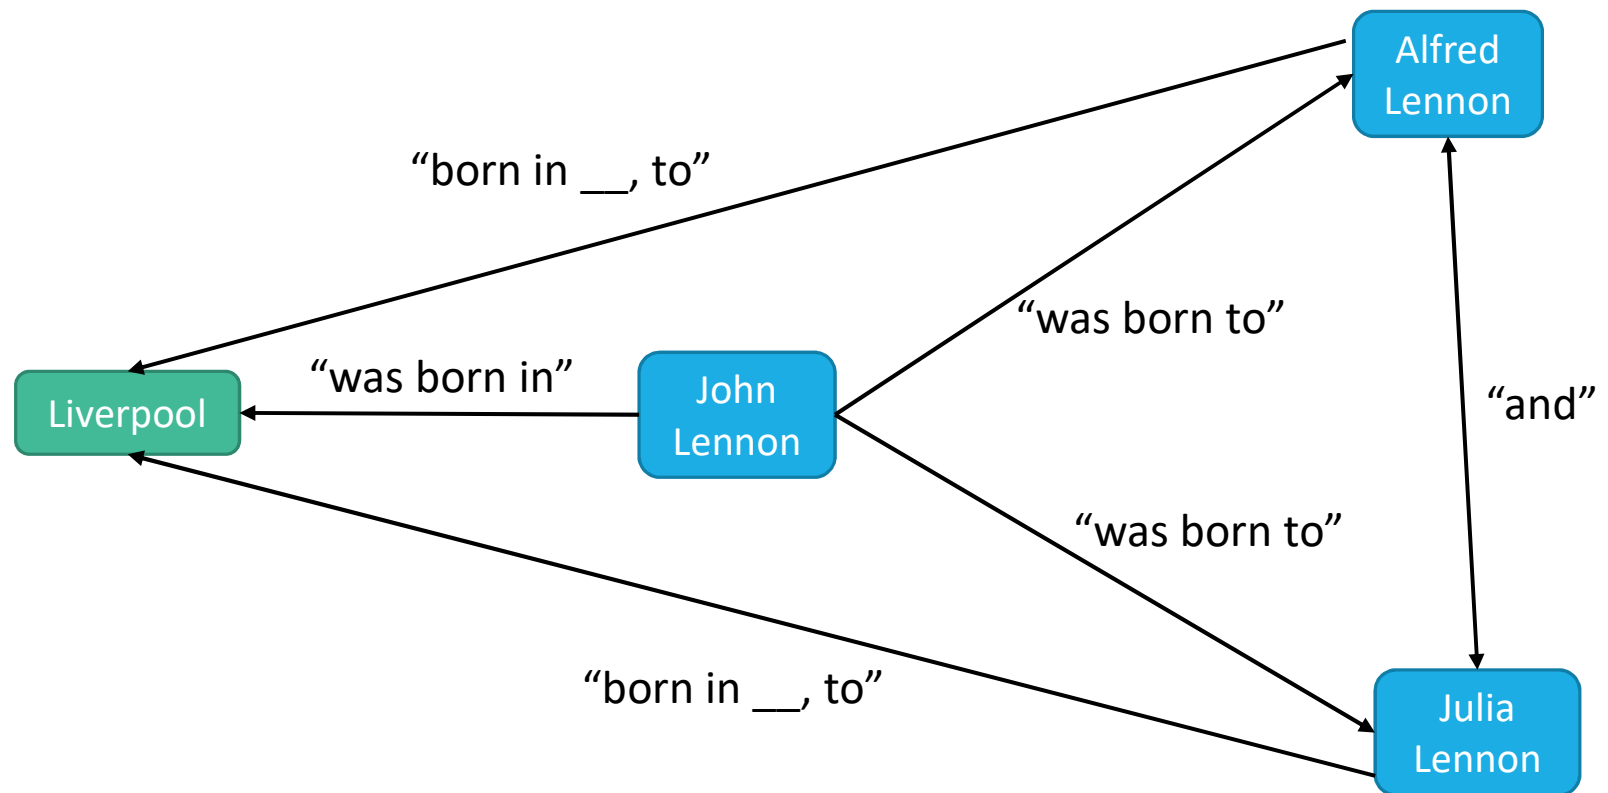 Alfred
Lennon
“born in __, to”
“was born to”
“was born in”
John
Lennon
Liverpool
“and”
“was born to”
“born in __, to”
Julia
Lennon